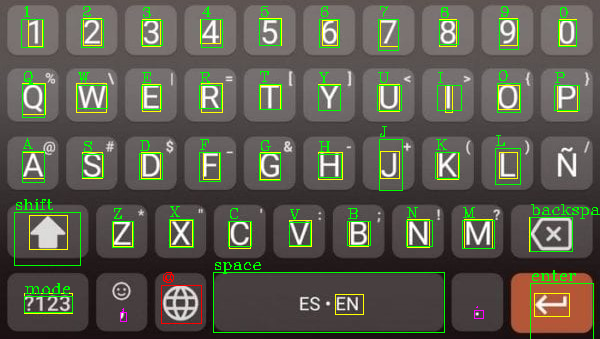 1 2 3 4 5 6 7 8 9 0
1 2 3 4 5 6 7 8 9 0
Q % W \ E | R = T [ Y ] U < I > O { P }
Q W E R T Y U I O P
A @ S # D $ F _ G & H - J + K ( L ) /
A S D F G H J K L Ñ
shift Z * X " C ' V : B ; N ! M ? backspa
Z X C V B N M
mode @ space enter
?123 , ES • EN .